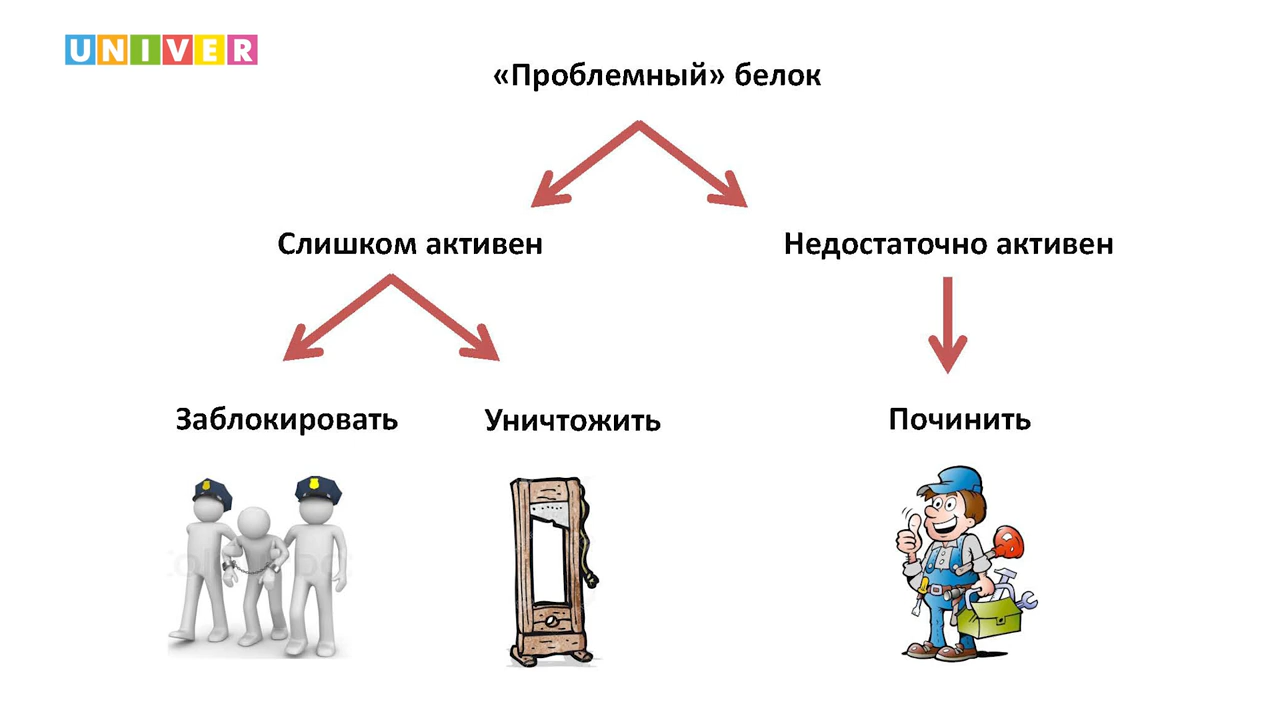 UNIVER
«Проблемный» белок
Слишком активен
Недостаточно активен
Заблокировать
Уничтожить
Починить